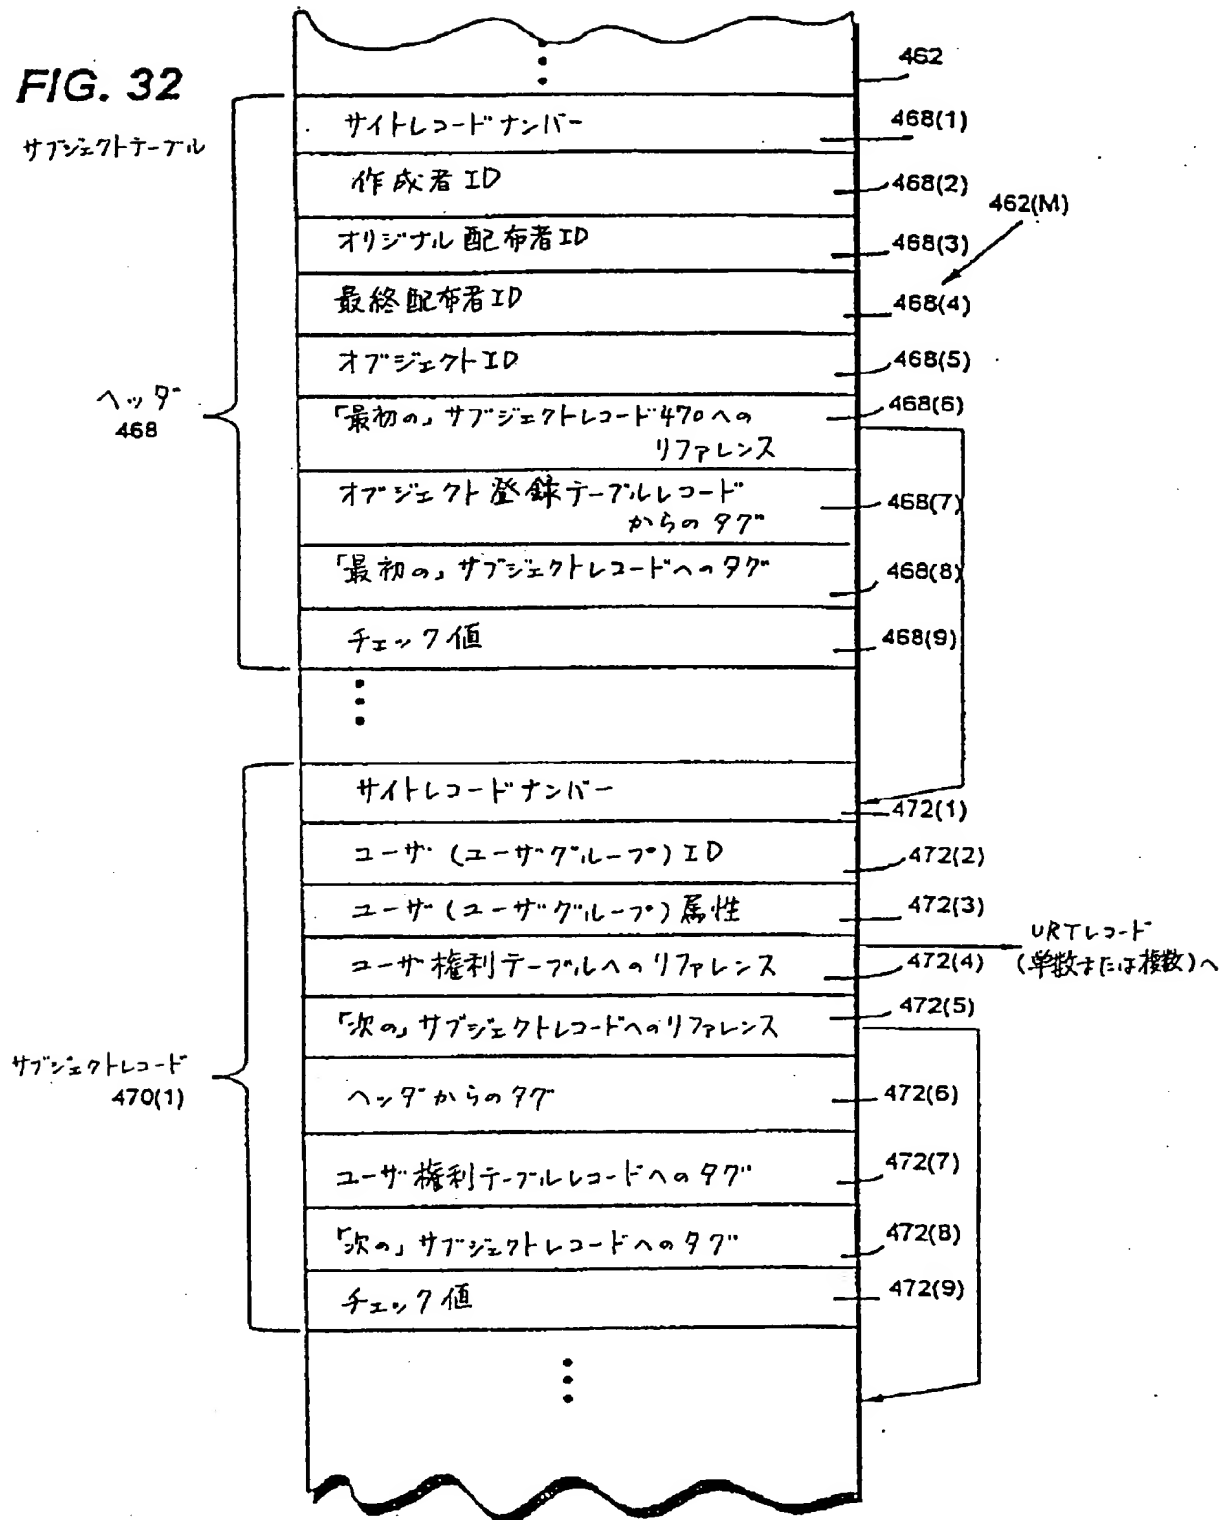 FIG. 32
サブジェクトテーブル
462
サイトレコードナンバー
468(1)
作成者 ID
468(2)
462(M)
オリジナル配布者ID
468(3)
最終配布者ID
468(4)
オブジェクトID
468(5)
ヘッダ
468
「最初の」サブジェクトレコード470への
リファレンス
468(6)
オブジェクト登録テーブルレコード
からのタグ
468(7)
「最初の」サブジェクトレコードへのタグ
468(8)
チェック値
468(9)
サイトレコードナンバー
472(1)
ユーザ(ユーザグループ)ID
472(2)
ユーザ(ユーザグループ)属性
472(3)
URTレコード
(単数または複数)へ
ユーザ権利テーブルへのリファレンス
472(4)
「次の」サブジェクトレコードへのリファレンス
472(5)
サブジェクトレコード
470(1)
ヘッダからのタグ
472(6)
ユーザ権利テーブルレコードへのタグ
472(7)
「次の」サブジェクトレコードへのタグ
472(8)
チェック値
472(9)